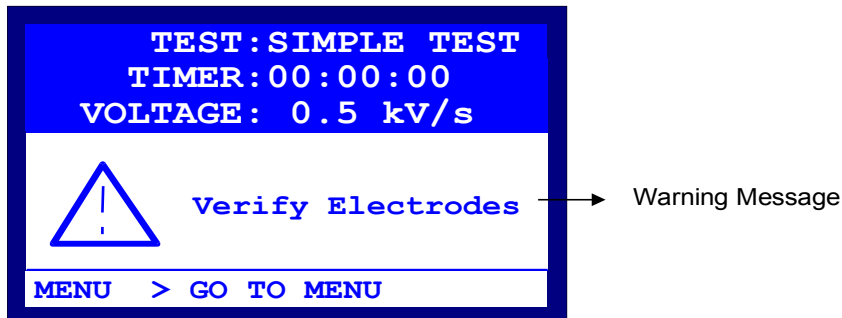 TEST:SIMPLE TEST
TIMER:00:00:00
VOLTAGE: 0.5 kV/s
Verify Electrodes
Warning Message
MENU > GO TO MENU